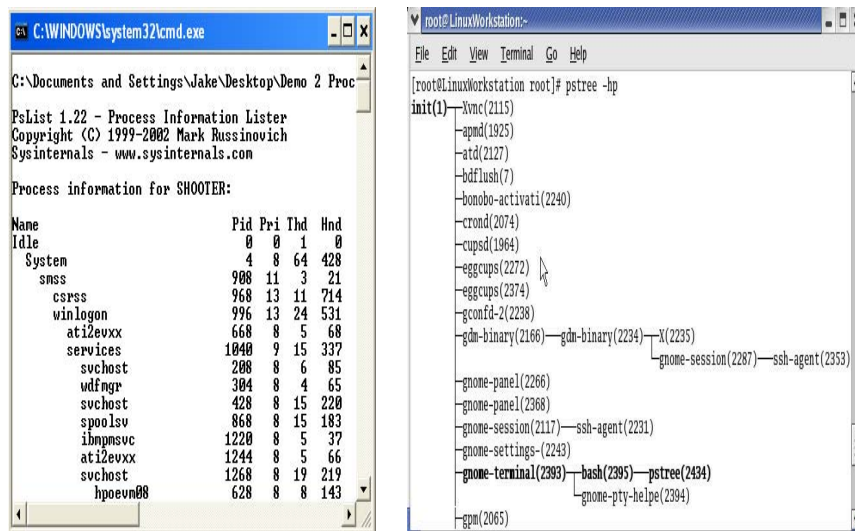 C:\WINDOWS\system32\cmd.exe
C:\Documents and Settings\Jake\Desktop\Demo 2 Proc
PsList 1.22 - Process Information Lister
Copyright (C) 1999-2002 Mark Russinovich
Sysinternals - www.sysinternals.com
Process information for SHOOTER:
Name Pid Pri Thd Hnd
Idle 0 0 1 0
System 4 8 64 428
smss 908 11 3 21
csrss 968 13 11 714
winlogon 996 13 24 531
ati2evxx 668 8 5 68
services 1040 9 15 337
svchost 208 8 6 85
wdfmgr 304 8 4 65
svchost 428 8 15 220
spoolsv 868 8 15 183
ibmpmsvc 1220 8 5 37
ati2evxx 1244 8 5 66
svchost 1268 8 19 219
hpoevm08 628 8 8 143
root@LinuxWorkstation:~
File Edit View Terminal Go Help
[root@LinuxWorkstation root]# pstree -hp
init(1)─┬─Xvnc(2115)
├─apmd(1925)
├─atd(2127)
├─bdflush(7)
├─bonobo-activati(2240)
├─crond(2074)
├─cupsd(1964)
├─eggcups(2272)
├─eggcups(2374)
├─gconfd-2(2238)
├─gdm-binary(2166)───gdm-binary(2234)─┬─X(2235)
└─gnome-session(2287)───ssh-agent(2353)
├─gnome-panel(2266)
├─gnome-panel(2368)
├─gnome-session(2117)───ssh-agent(2231)
├─gnome-settings-(2243)
├─gnome-terminal(2393)─┬─bash(2395)───pstree(2434)
└─gnome-pty-helpe(2394)
├─gpm(2065)